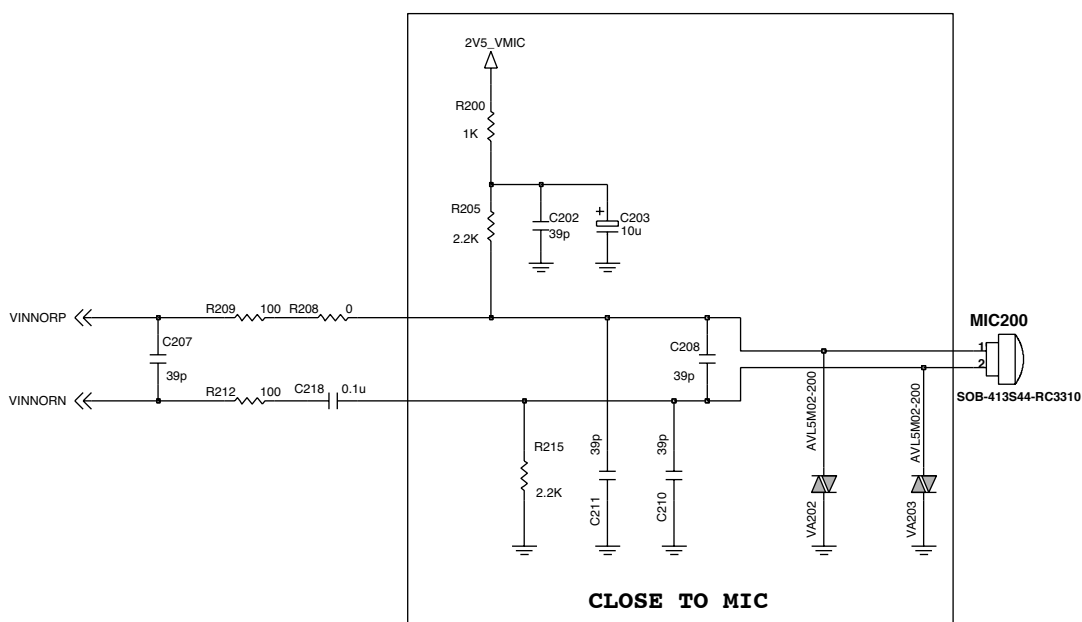 2V5_VMIC
R200
1K
R205
2.2K
C202
39p
+
C203
10u
VINNORP
R209
100
R208
0
C207
39p
C208
39p
MIC200
1
2
SOB-413S44-RC3310
VINNORN
R212
100
C218
0.1u
R215
2.2K
39p
C211
39p
C210
AVL5M02-200
VA202
AVL5M02-200
VA203
CLOSE TO MIC